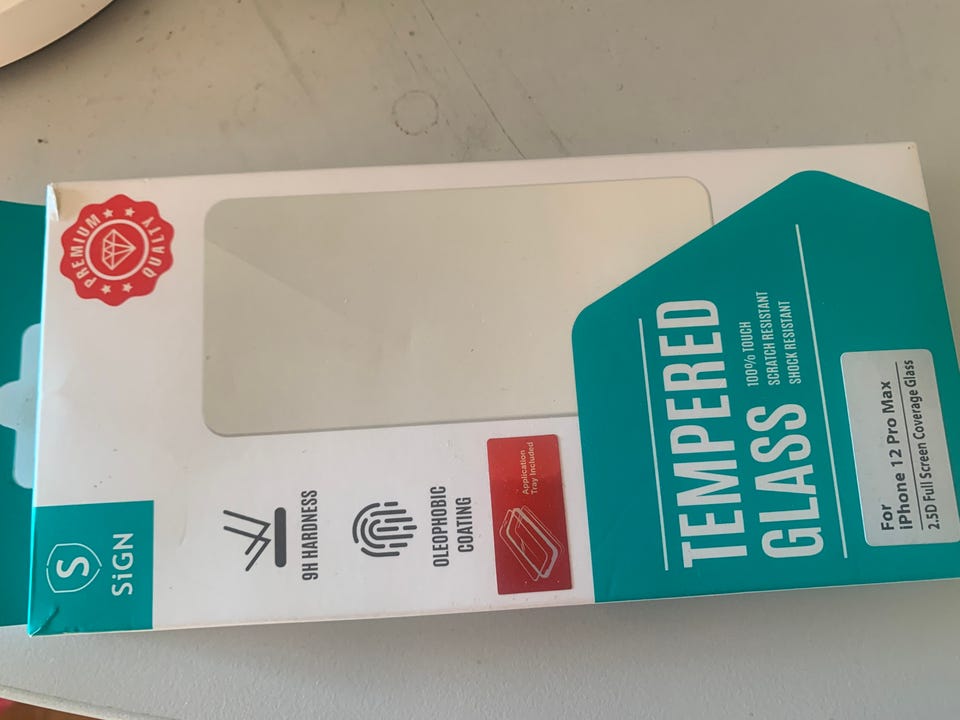 SiGN
PREMIUM
QUALITY
9H HARDNESS
OLEOPHOBIC
COATING
Application
Tray Included
TEMPERED
GLASS
100% TOUCH
SCRATCH RESISTANT
SHOCK RESISTANT
For
iPhone 12 Pro Max
2.5D Full Screen Coverage Glass